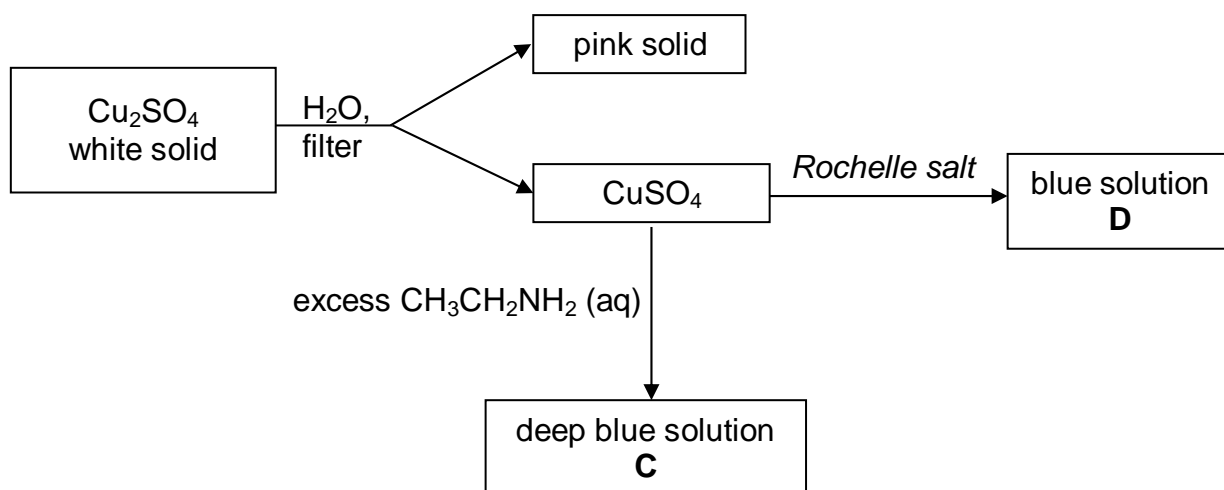 pink solid
Cu₂SO₄
white solid
H₂O,
filter
CuSO₄
Rochelle salt
blue solution
D
excess CH₃CH₂NH₂ (aq)
deep blue solution
C